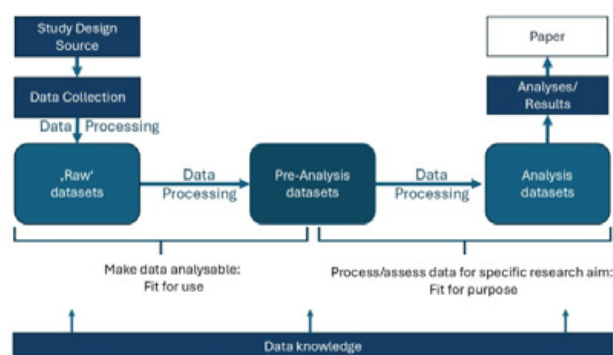 Study Design
Source
Paper
Data Collection
Analyses/
Results
Data Processing
‚Raw‘
datasets
Data
Processing
Pre-Analysis
datasets
Data
Processing
Analysis
datasets
Make data analysable:
Fit for use
Process/assess data for specific research aim:
Fit for purpose
Data knowledge